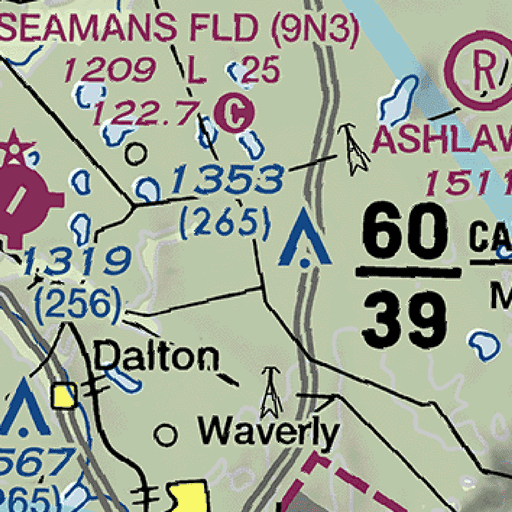 SEAMANS FLD (9N3)
1209 L 25
122.7 C
R
ASHLAW
1511
1353
(265)
60
39
CA
M
1319
(256)
Dalton
Waverly
567
265)